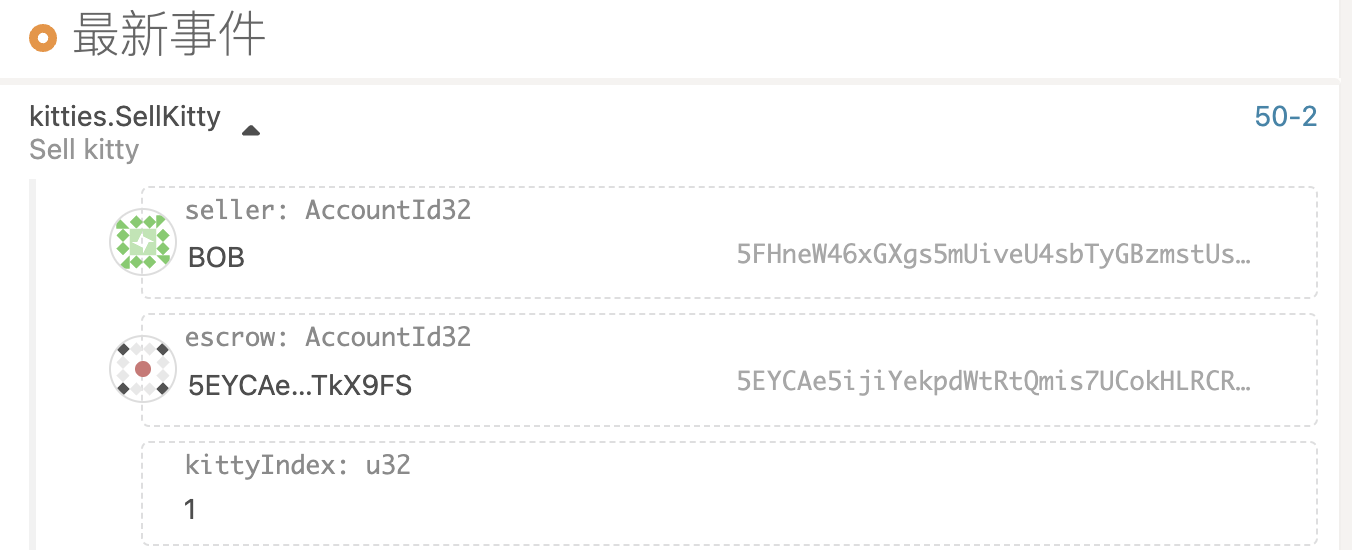 最新事件
kitties.SellKitty
50-2
Sell kitty
seller: AccountId32
BOB
5FHneW46xGXgs5mUiveU4sbTyGBzmstUs…
escrow: AccountId32
5EYCAe…TkX9FS
5EYCAe5ijiYekpdWtRtQmis7UCokHLRCR…
kittyIndex: u32
1